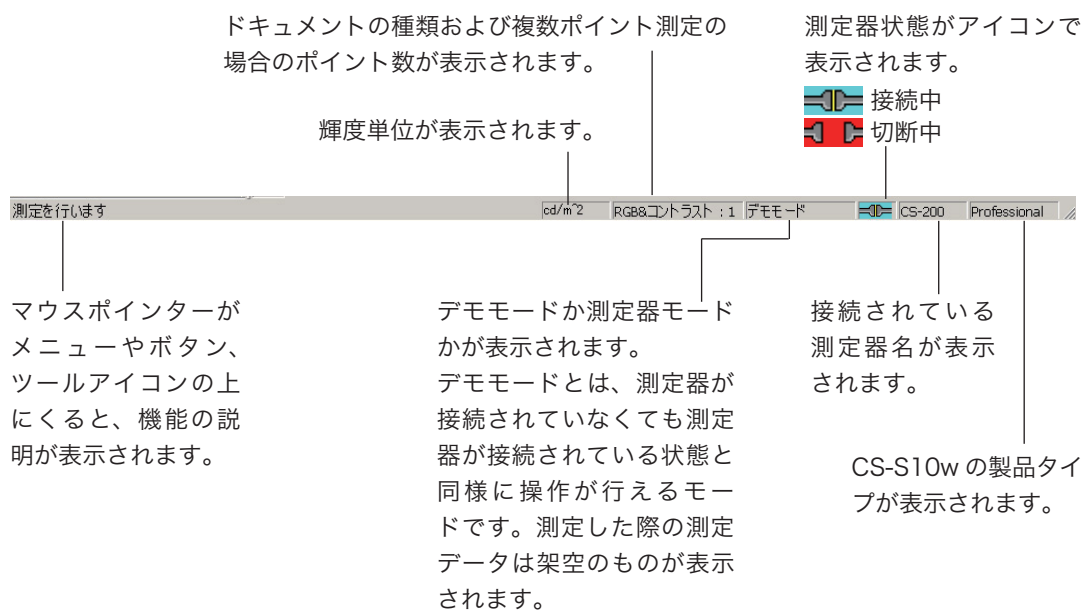 ドキュメントの種類および複数ポイント測定の
場合のポイント数が表示されます。
測定器状態がアイコンで
表示されます。
接続中
切断中
輝度単位が表示されます。
測定を行います cd/m^2 RGB&コントラスト : 1 デモモード CS-200 Professional
マウスポインターが
メニューやボタン、
ツールアイコンの上
にくると、機能の説
明が表示されます。
デモモードか測定器モード
かが表示されます。
デモモードとは、測定器が
接続されていなくても測定
器が接続されている状態と
同様に操作が行えるモー
ドです。測定した際の測定
データは架空のものが表示
されます。
接続されている
測定器名が表示
されます。
CS-S10w の製品タイ
プが表示されます。